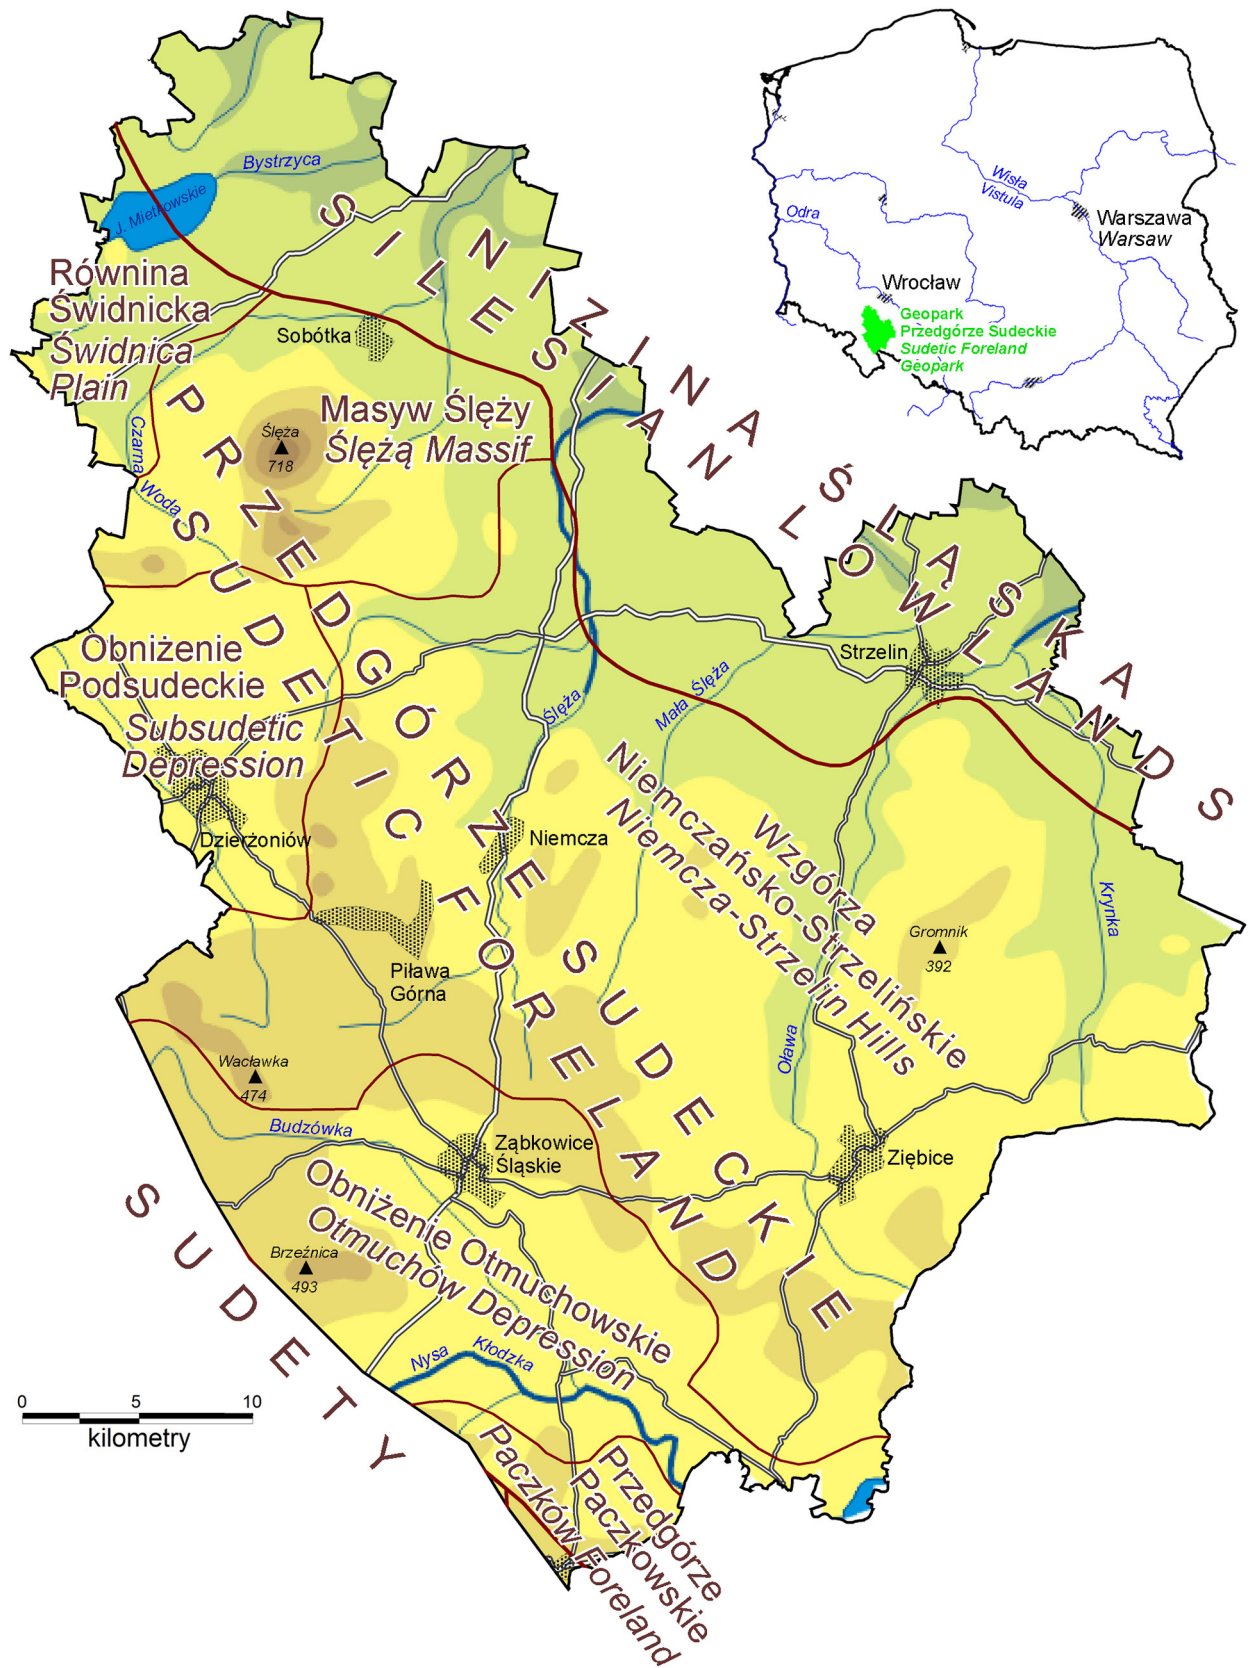 Bystrzyca
J. Mietkowskie
Równina
Świdnicka
Świdnica
Plain
Sobótka
Czarna
Woda
Ślęża
718
Masyw Ślęży
Ślężą Massif
NIZINA ŚLĄSKA
SILESIAN LOWLANDS
PRZEDGÓRZE SUDECKIE
SUDETIC FORELAND
Obniżenie
Podsudeckie
Subsudetic
Depression
Dzierżoniów
Ślęża
Mała Ślęża
Strzelin
Niemcza
Wzgórza
Niemczańsko-Strzelińskie
Niemcza-Strzelin Hills
Gromnik
392
Krynka
Oława
Piława
Górna
Wacławka
474
Budzówka
Ząbkowice
Śląskie
Ziębice
Obniżenie Otmuchowskie
Otmuchów Depression
Brzeźnica
493
SUDETY
Nysa Kłodzka
Przedgórze
Paczkowskie
Paczków Foreland
0 5 10
kilometry
Wisła
Vistula
Odra
Warszawa
Warsaw
Wrocław
Geopark
Przedgórze Sudeckie
Sudetic Foreland
Geopark